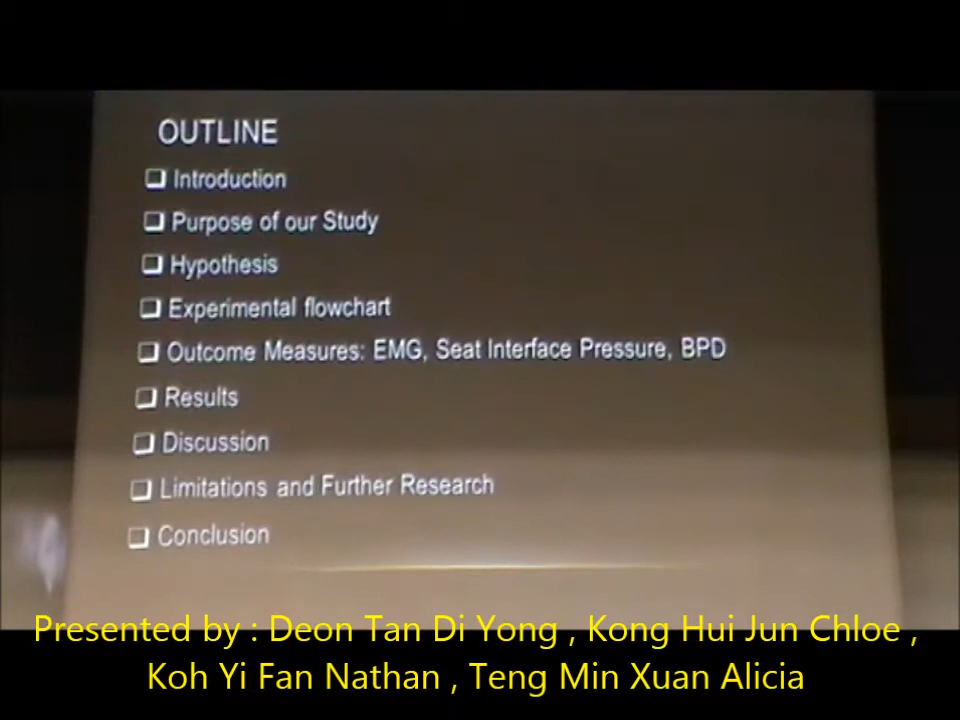 OUTLINE
❑ Introduction
❑ Purpose of our Study
❑ Hypothesis
❑ Experimental flowchart
❑ Outcome Measures: EMG, Seat Interface Pressure, BPD
❑ Results
❑ Discussion
❑ Limitations and Further Research
❑ Conclusion
Presented by : Deon Tan Di Yong , Kong Hui Jun Chloe ,
Koh Yi Fan Nathan , Teng Min Xuan Alicia